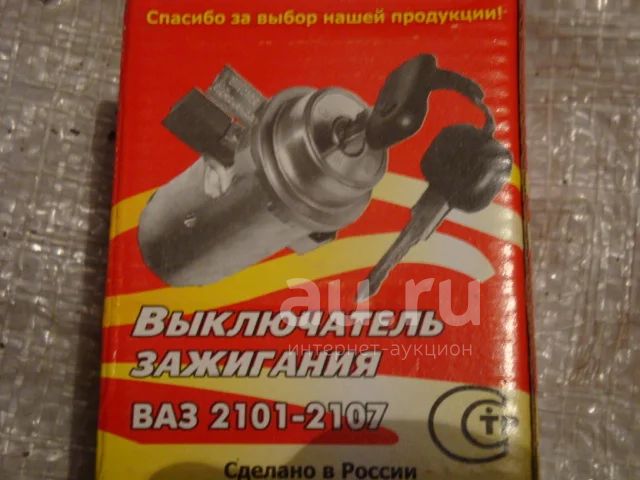 Спасибо за выбор нашей продукции!
au.ru
интернет-аукцион
Выключатель
зажигания
ВАЗ 2101-2107
Сделано в России